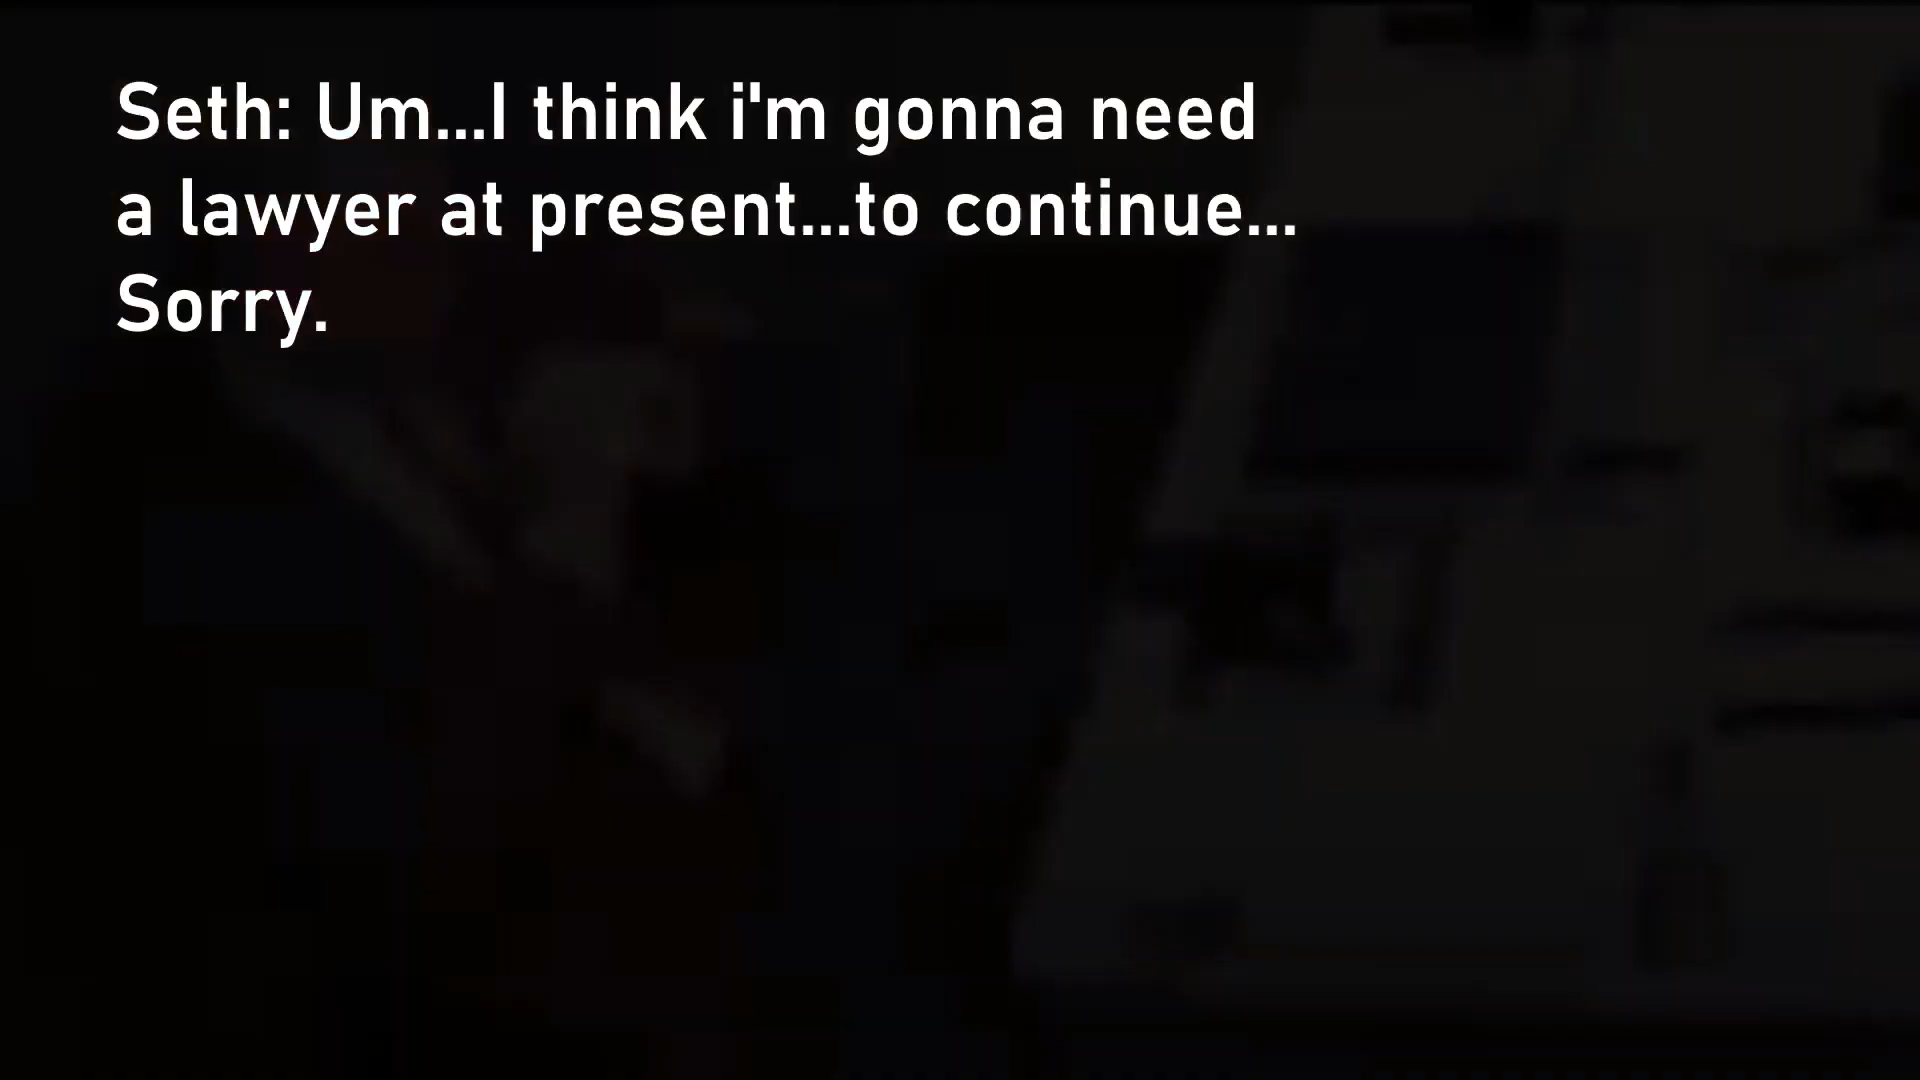 Seth: Um...I think i'm gonna need
a lawyer at present...to continue...
Sorry.